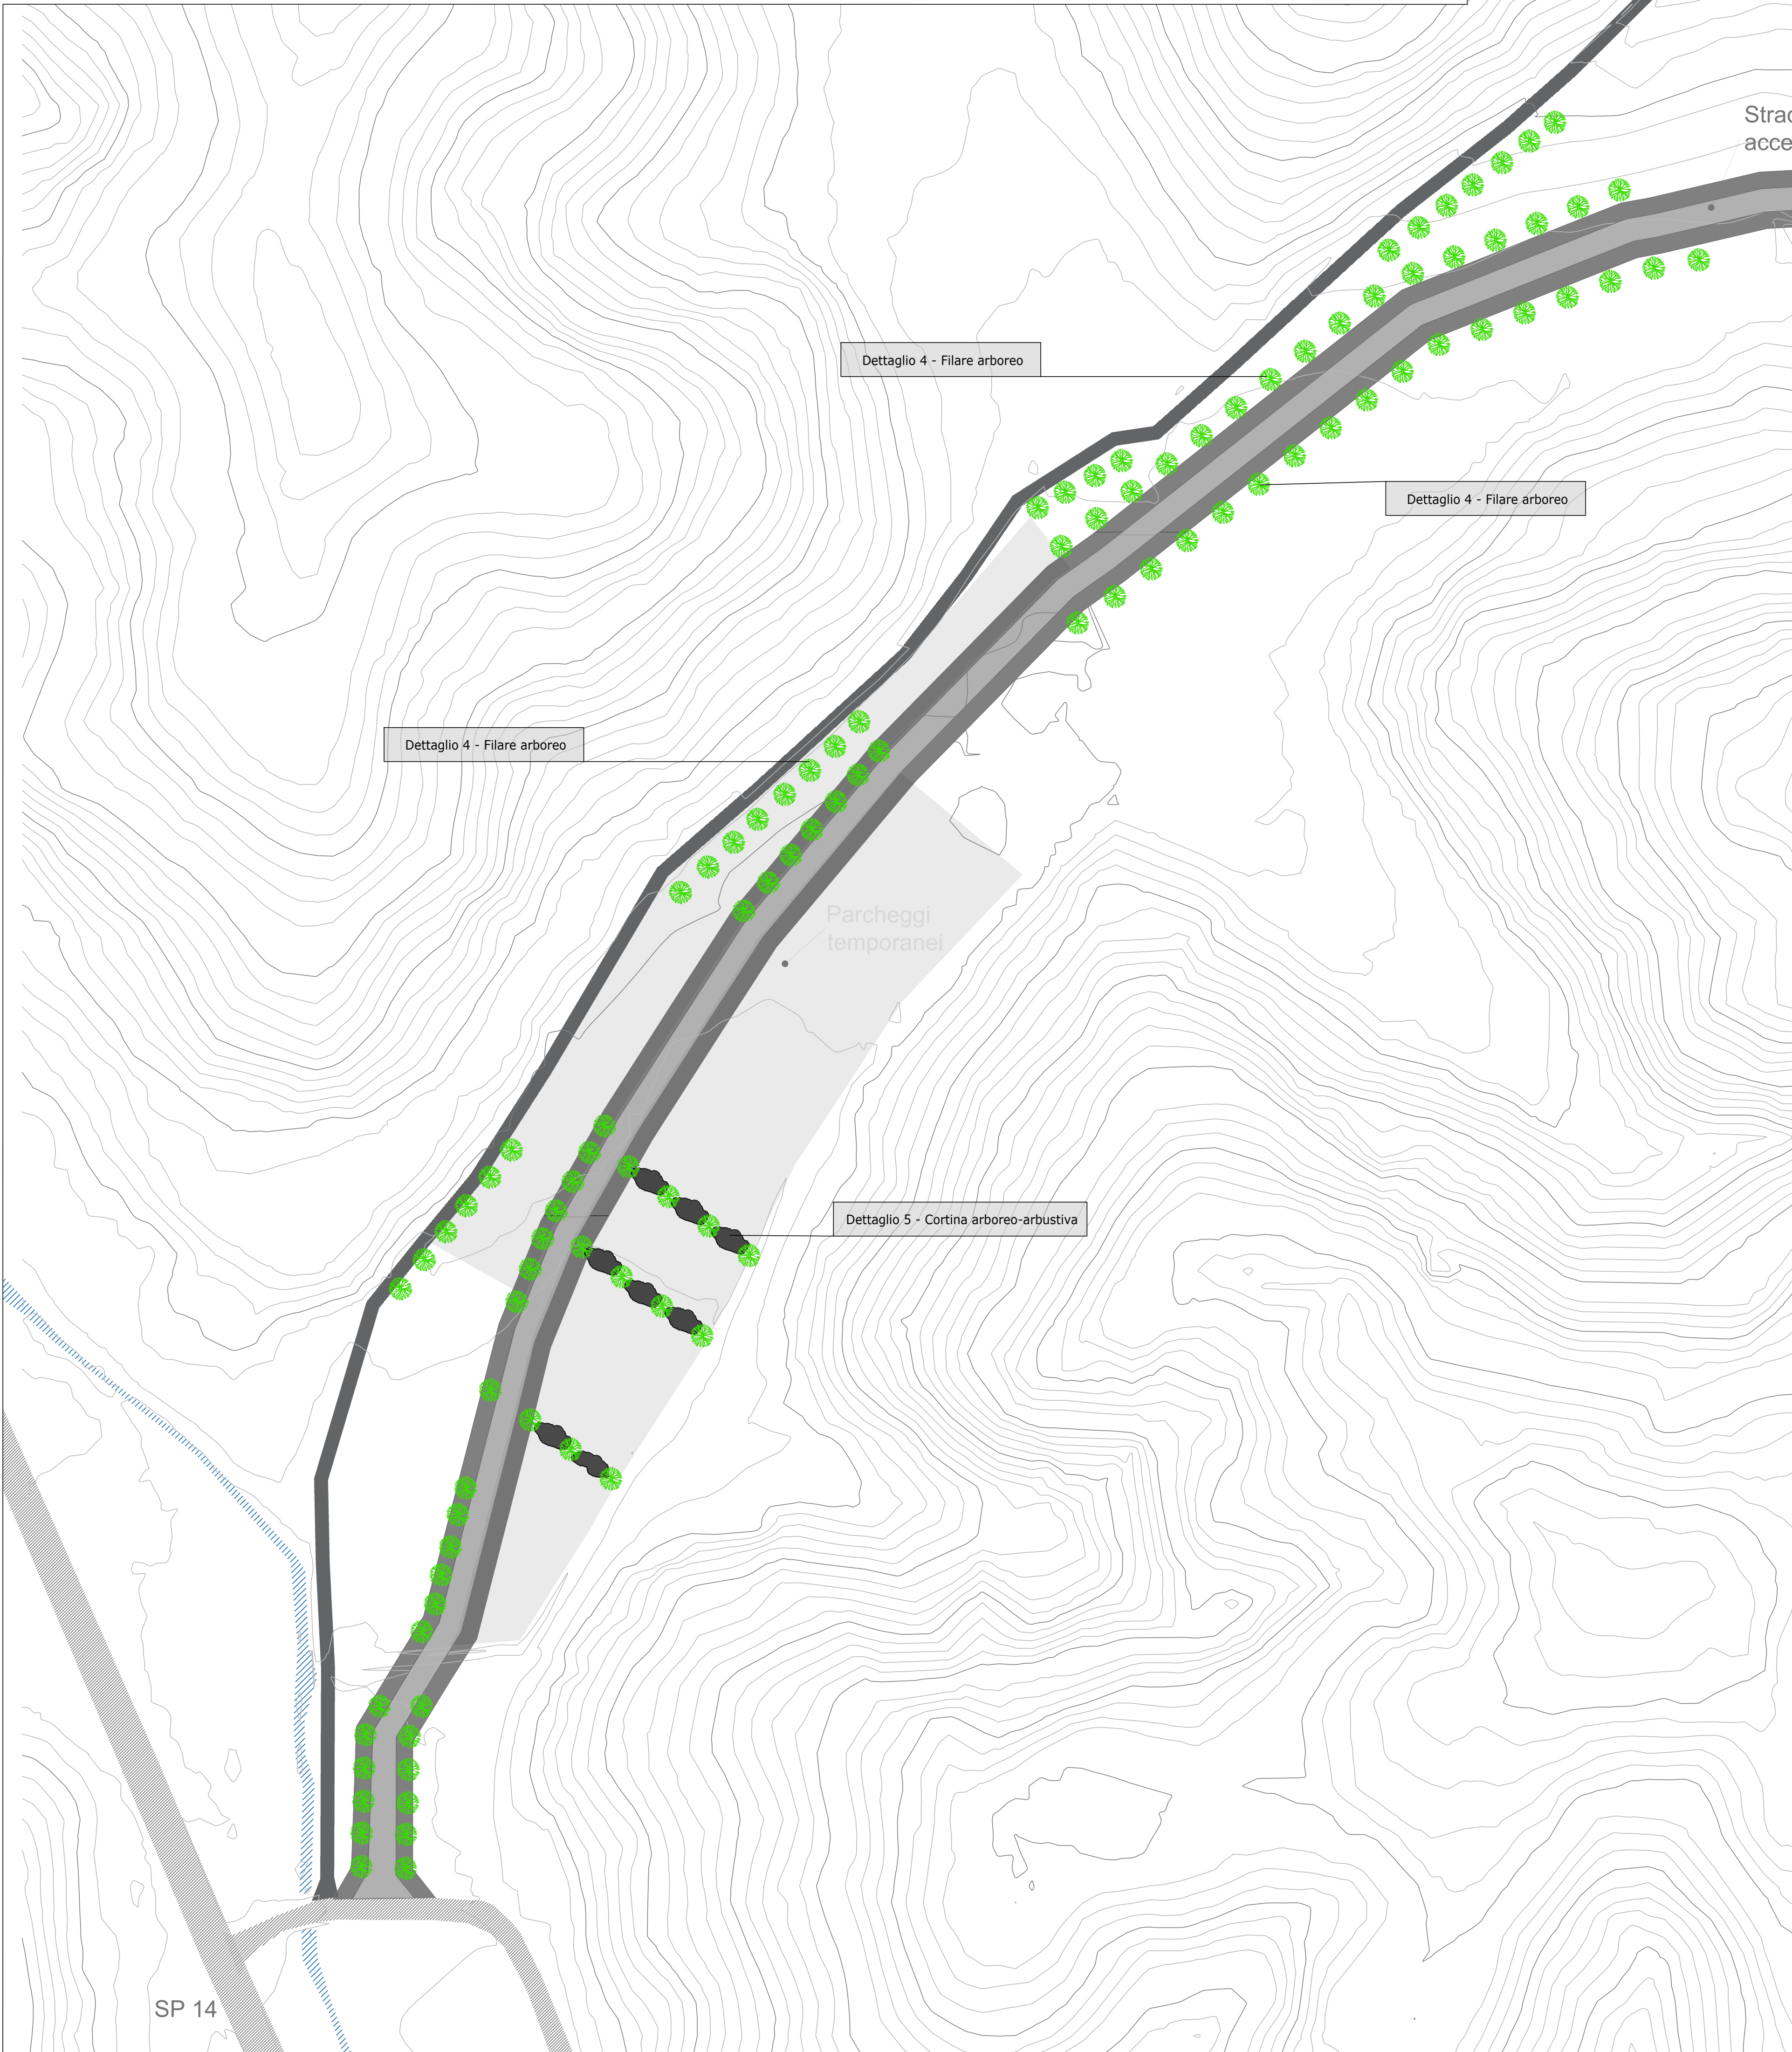 Dettaglio 4 - Filare arboreo
Dettaglio 4 - Filare arboreo
Dettaglio 4 - Filare arboreo
Parcheggi
temporanei
Dettaglio 5 - Cortina arboreo-arbustiva
SP 14